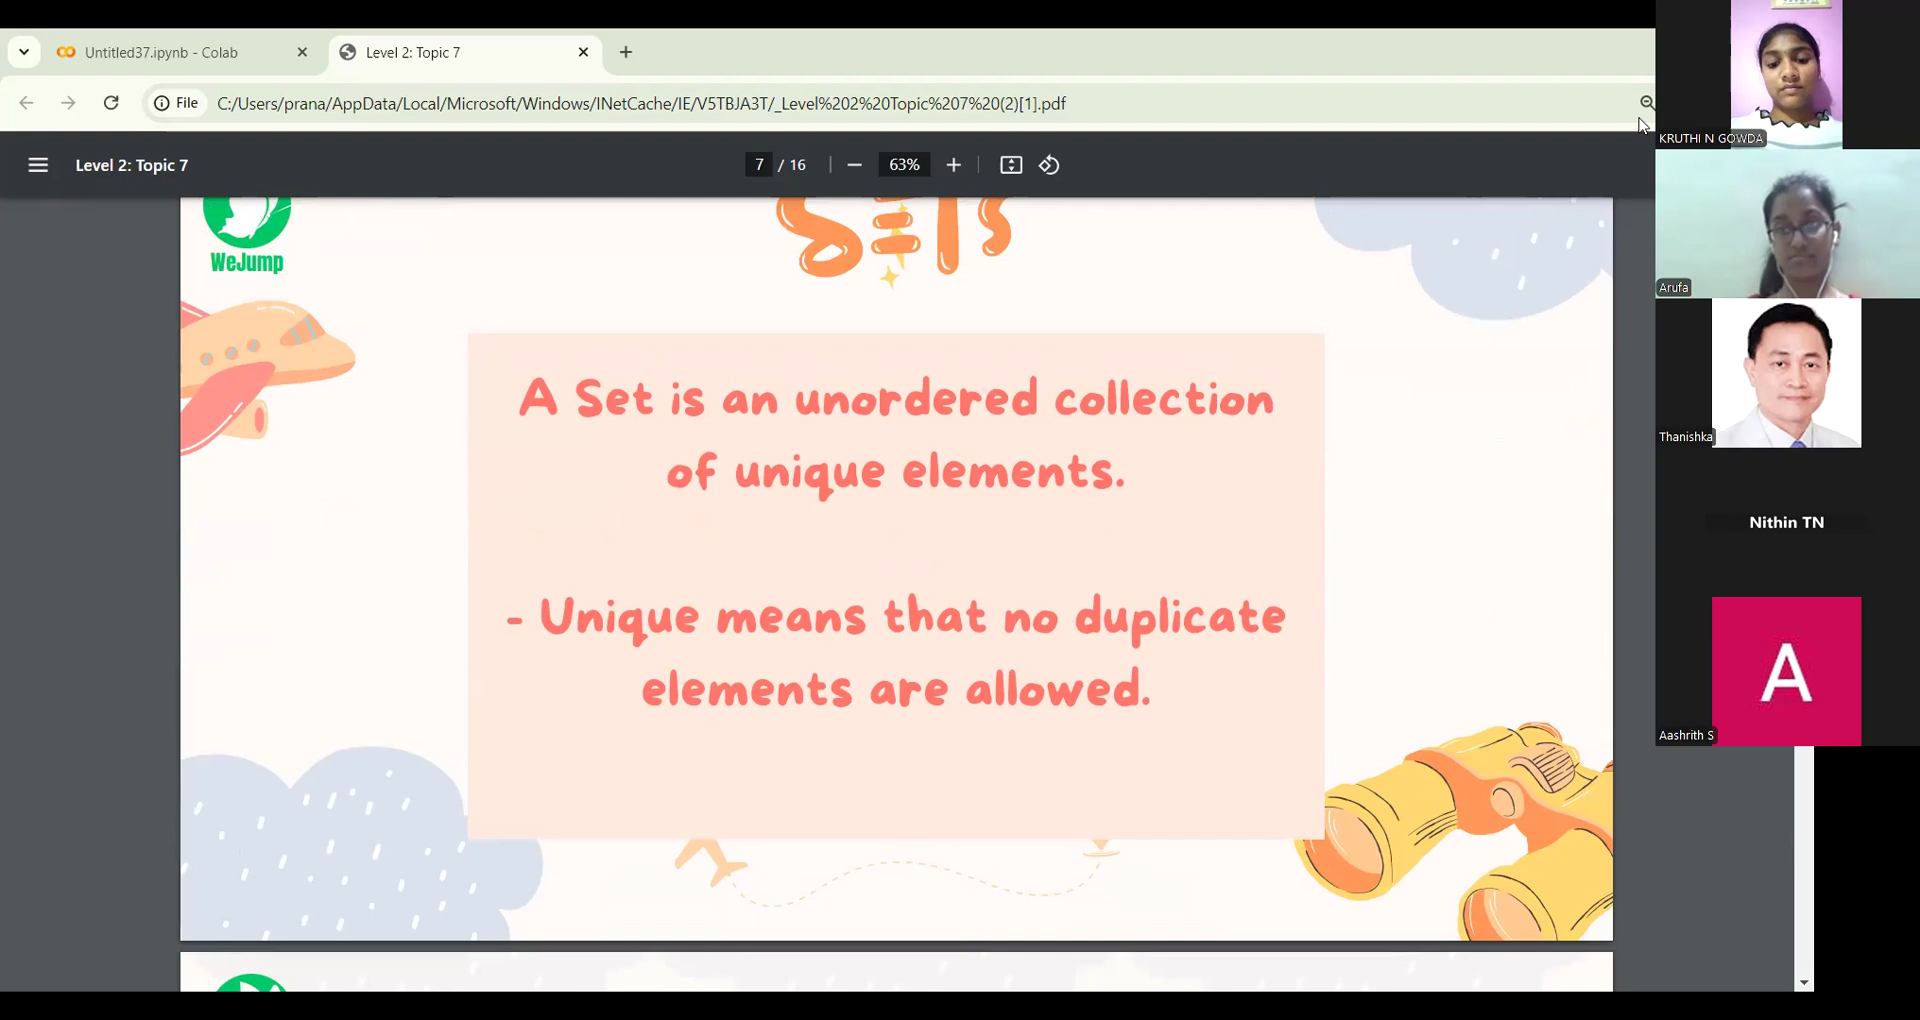 Untitled37.ipynb - Colab
Level 2: Topic 7
File
C:/Users/prana/AppData/Local/Microsoft/Windows/INetCache/IE/V5TBJA3T/_Level%202%20Topic%207%20(2)[1].pdf
Level 2: Topic 7
7 / 16
63%
WeJump
SETS
A Set is an unordered collection
of unique elements.
- Unique means that no duplicate
elements are allowed.
KRUTHI N GOWDA
Arufa
Thanishka
Nithin TN
A
Aashrith S